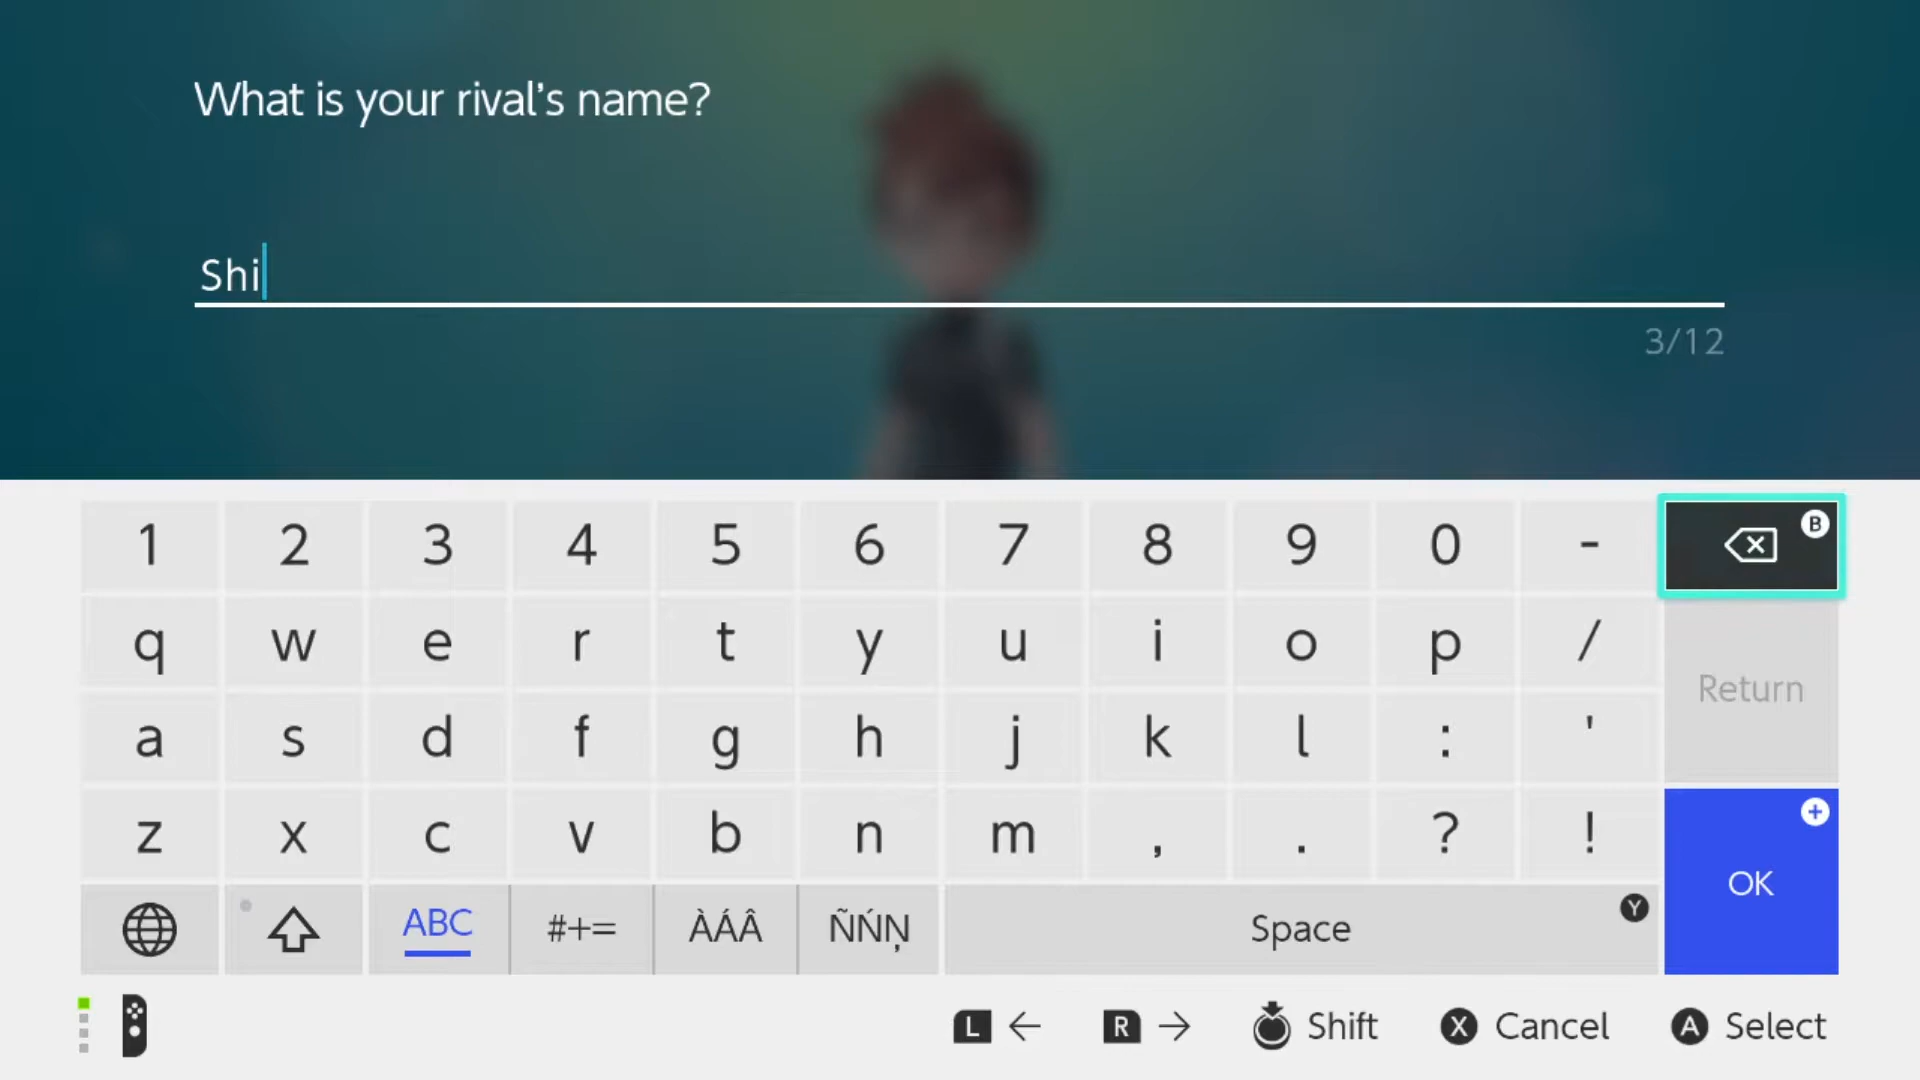 What is your rival's name?
Shi
3/12
1 2 3 4 5 6 7 8 9 0 - B
q w e r t y u i o p /
Return
a s d f g h j k l : '
z x c v b n m , . ? ! +
OK
ABC #+= ÀÁÂ ÑŃŅ Space Y
L ← R → Shift X Cancel A Select